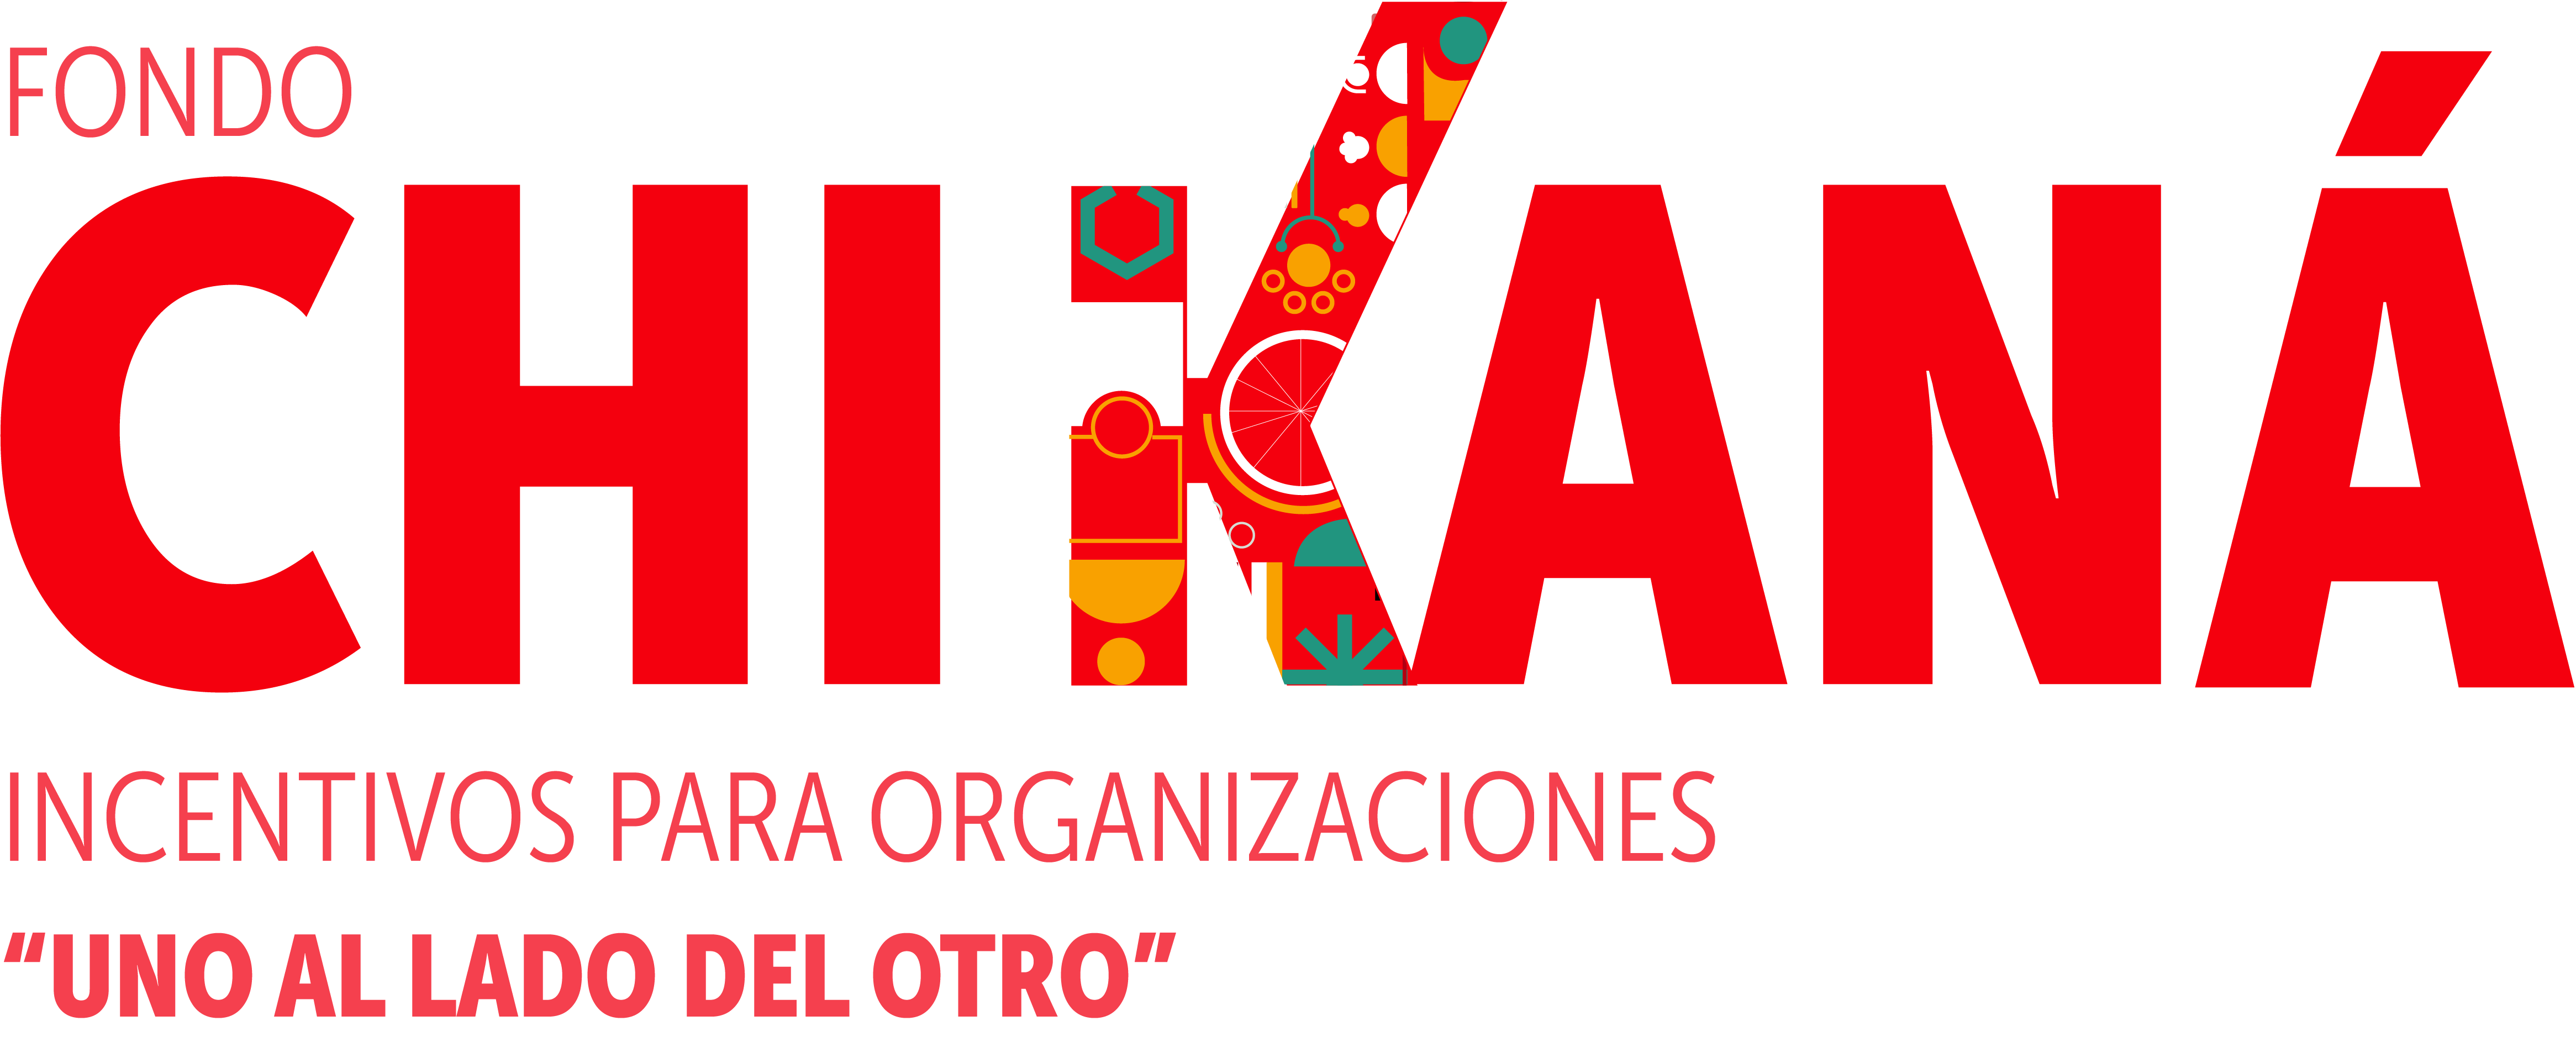 FONDO
CHIKANÁ
INCENTIVOS PARA ORGANIZACIONES
“UNO AL LADO DEL OTRO”